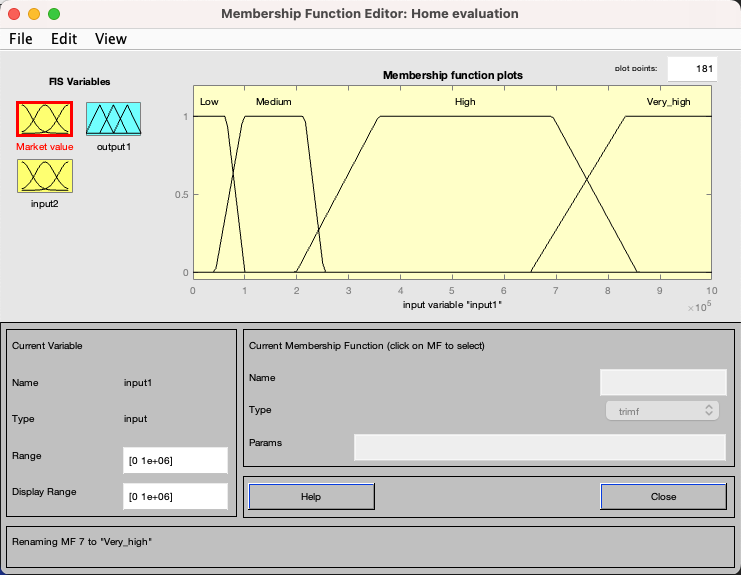 Membership Function Editor: Home evaluation
File Edit View
FIS Variables
Market value
output1
input2
plot points:
181
Membership function plots
Low
Medium
High
Very_high
1
0.5
0
0 1 2 3 4 5 6 7 8 9 10
×10^5
input variable "input1"
Current Variable
Name input1
Type input
Range [0 1e+06]
Display Range [0 1e+06]
Current Membership Function (click on MF to select)
Name
Type trimf
Params
Help
Close
Renaming MF 7 to "Very_high"